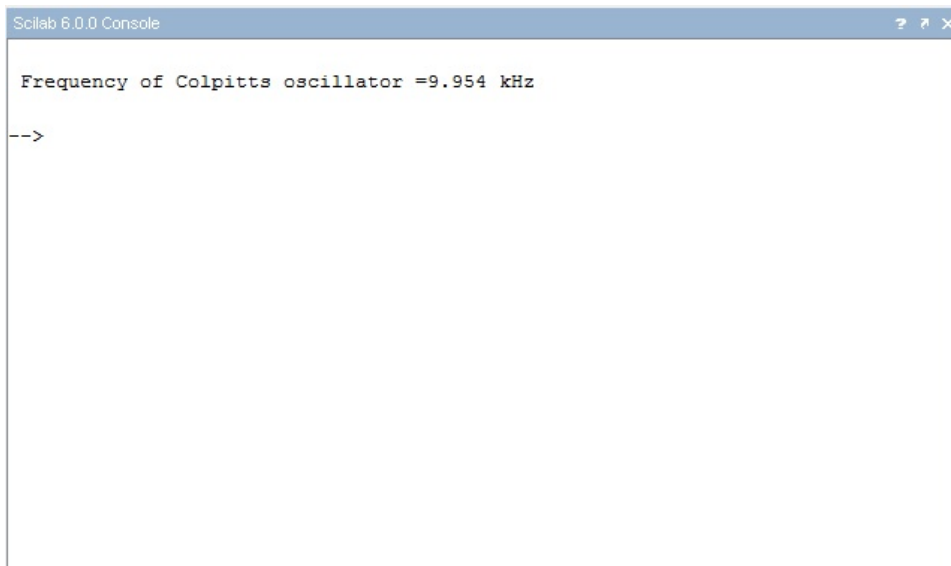 Scilab 6.0.0 Console
Frequency of Colpitts oscillator =9.954 kHz
-->